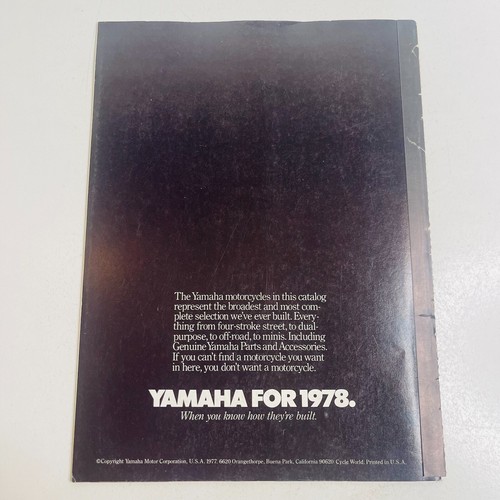 The Yamaha motorcycles in this catalog
represent the broadest and most com-
plete selection we've ever built. Every-
thing from four-stroke street, to dual-
purpose, to off-road, to minis. Including
Genuine Yamaha Parts and Accessories.
If you can't find a motorcycle you want
in here, you don't want a motorcycle.
YAMAHA FOR 1978.
When you know how they're built.
©Copyright Yamaha Motor Corporation, U.S.A. 1977. 6620 Orangethorpe, Buena Park, California 90620 Cycle World. Printed in U.S.A.